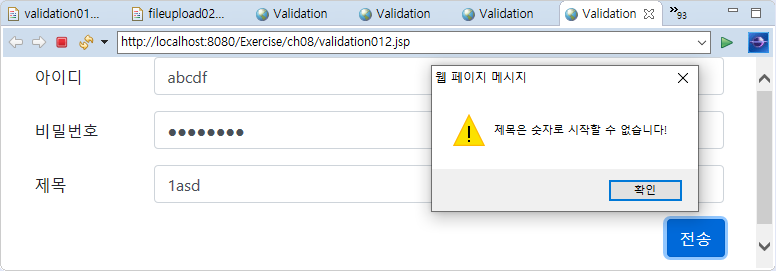 validation01...
fileupload02...
Validation
Validation
Validation
Validation
»93
http://localhost:8080/Exercise/ch08/validation012.jsp
아이디
abcdf
비밀번호
●●●●●●●●
제목
1asd
전송
웹 페이지 메시지
제목은 숫자로 시작할 수 없습니다!
확인